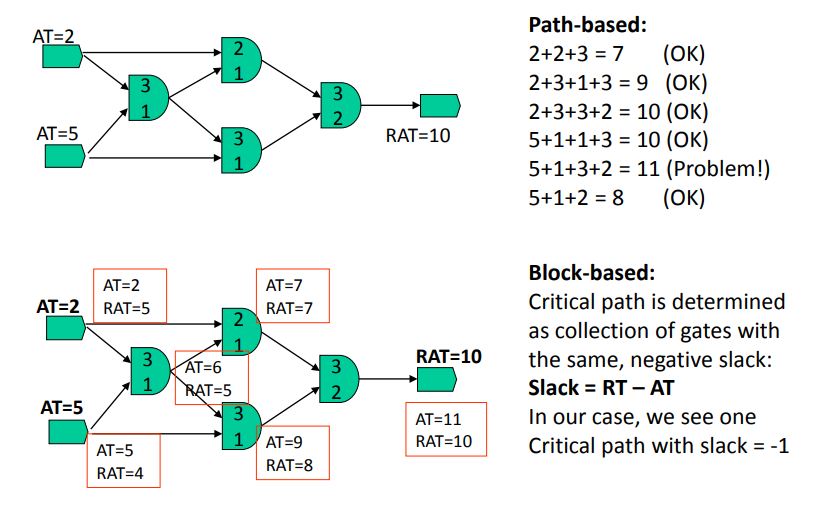 AT=2
2
1
3
1
3
2
AT=5
3
1
RAT=10
Path-based:
2+2+3 = 7 (OK)
2+3+1+3 = 9 (OK)
2+3+3+2 = 10 (OK)
5+1+1+3 = 10 (OK)
5+1+3+2 = 11 (Problem!)
5+1+2 = 8 (OK)
AT=2
AT=2
RAT=5
AT=7
RAT=7
2
1
3
1
AT=6
RAT=5
3
2
RAT=10
AT=5
3
1
AT=5
RAT=4
AT=9
RAT=8
AT=11
RAT=10
Block-based:
Critical path is determined
as collection of gates with
the same, negative slack:
Slack = RT – AT
In our case, we see one
Critical path with slack = -1